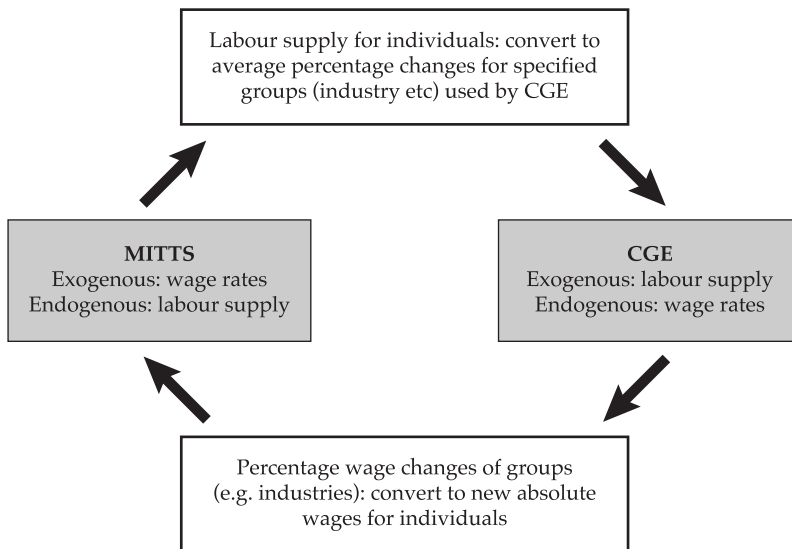 Labour supply for individuals: convert to
average percentage changes for specified
groups (industry etc) used by CGE
MITTS
Exogenous: wage rates
Endogenous: labour supply
CGE
Exogenous: labour supply
Endogenous: wage rates
Percentage wage changes of groups
(e.g. industries): convert to new absolute
wages for individuals